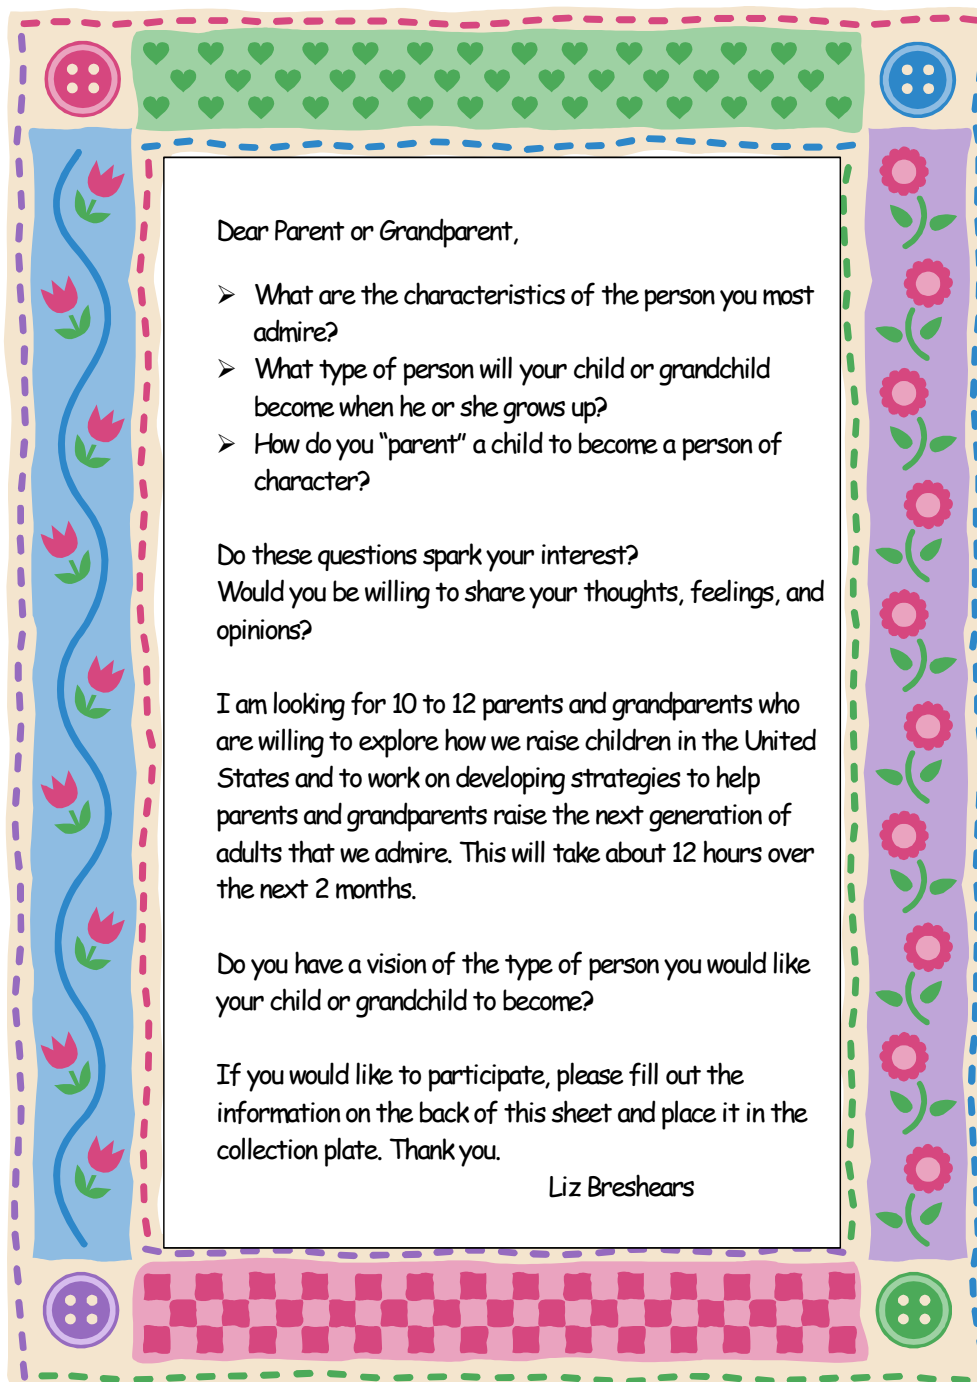 Dear Parent or Grandparent,
➢ What are the characteristics of the person you most
admire?
➢ What type of person will your child or grandchild
become when he or she grows up?
➢ How do you “parent” a child to become a person of
character?
Do these questions spark your interest?
Would you be willing to share your thoughts, feelings, and
opinions?
I am looking for 10 to 12 parents and grandparents who
are willing to explore how we raise children in the United
States and to work on developing strategies to help
parents and grandparents raise the next generation of
adults that we admire. This will take about 12 hours over
the next 2 months.
Do you have a vision of the type of person you would like
your child or grandchild to become?
If you would like to participate, please fill out the
information on the back of this sheet and place it in the
collection plate. Thank you.
Liz Breshears